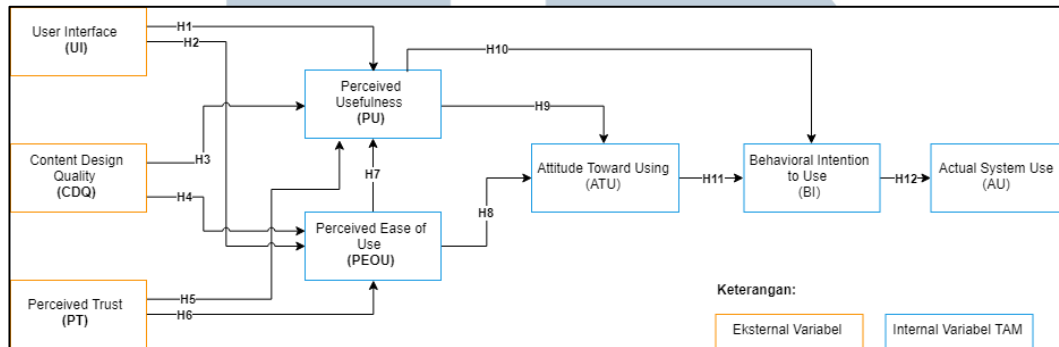 User Interface
(UI)
H1
H2
H10
Perceived
Usefulness
(PU)
H9
Content Design
Quality
(CDQ)
H3
H4
H7
Attitude Toward Using
(ATU)
H11
Behavioral Intention
to Use
(BI)
H12
Actual System Use
(AU)
H8
Perceived Ease of
Use
(PEOU)
Perceived Trust
(PT)
H5
H6
Keterangan:
Eksternal Variabel
Internal Variabel TAM